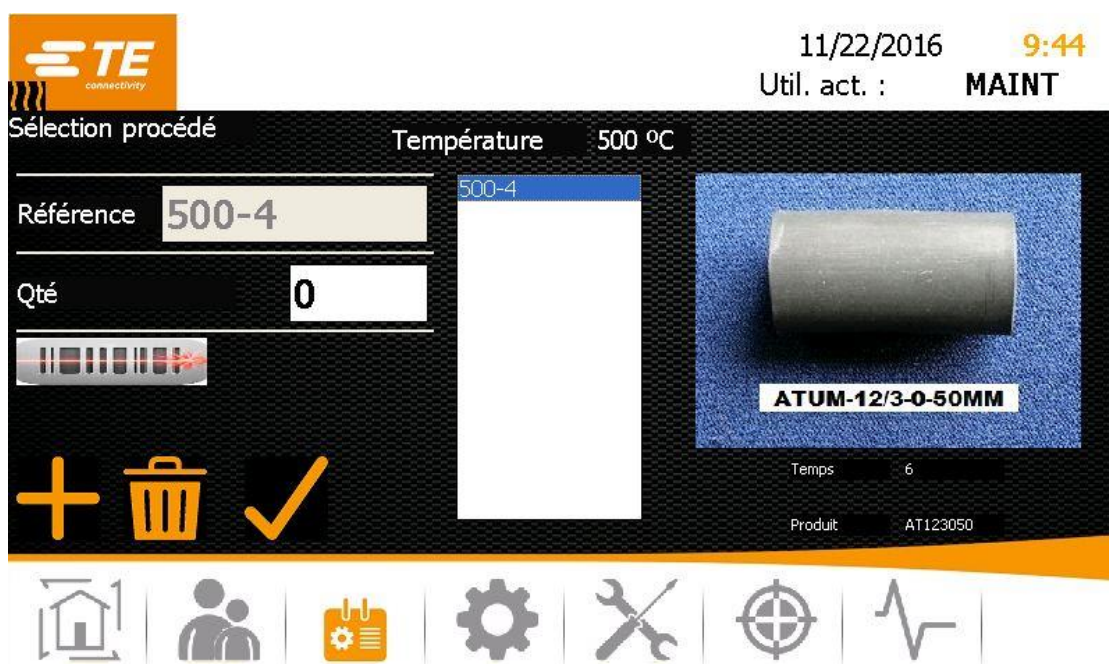 TE
connectivity
11/22/2016 9:44
Util. act. : MAINT
Sélection procédé
Température 500 ºC
Référence 500-4
500-4
Qté 0
ATUM-12/3-0-50MM
Temps 6
Produit AT123050